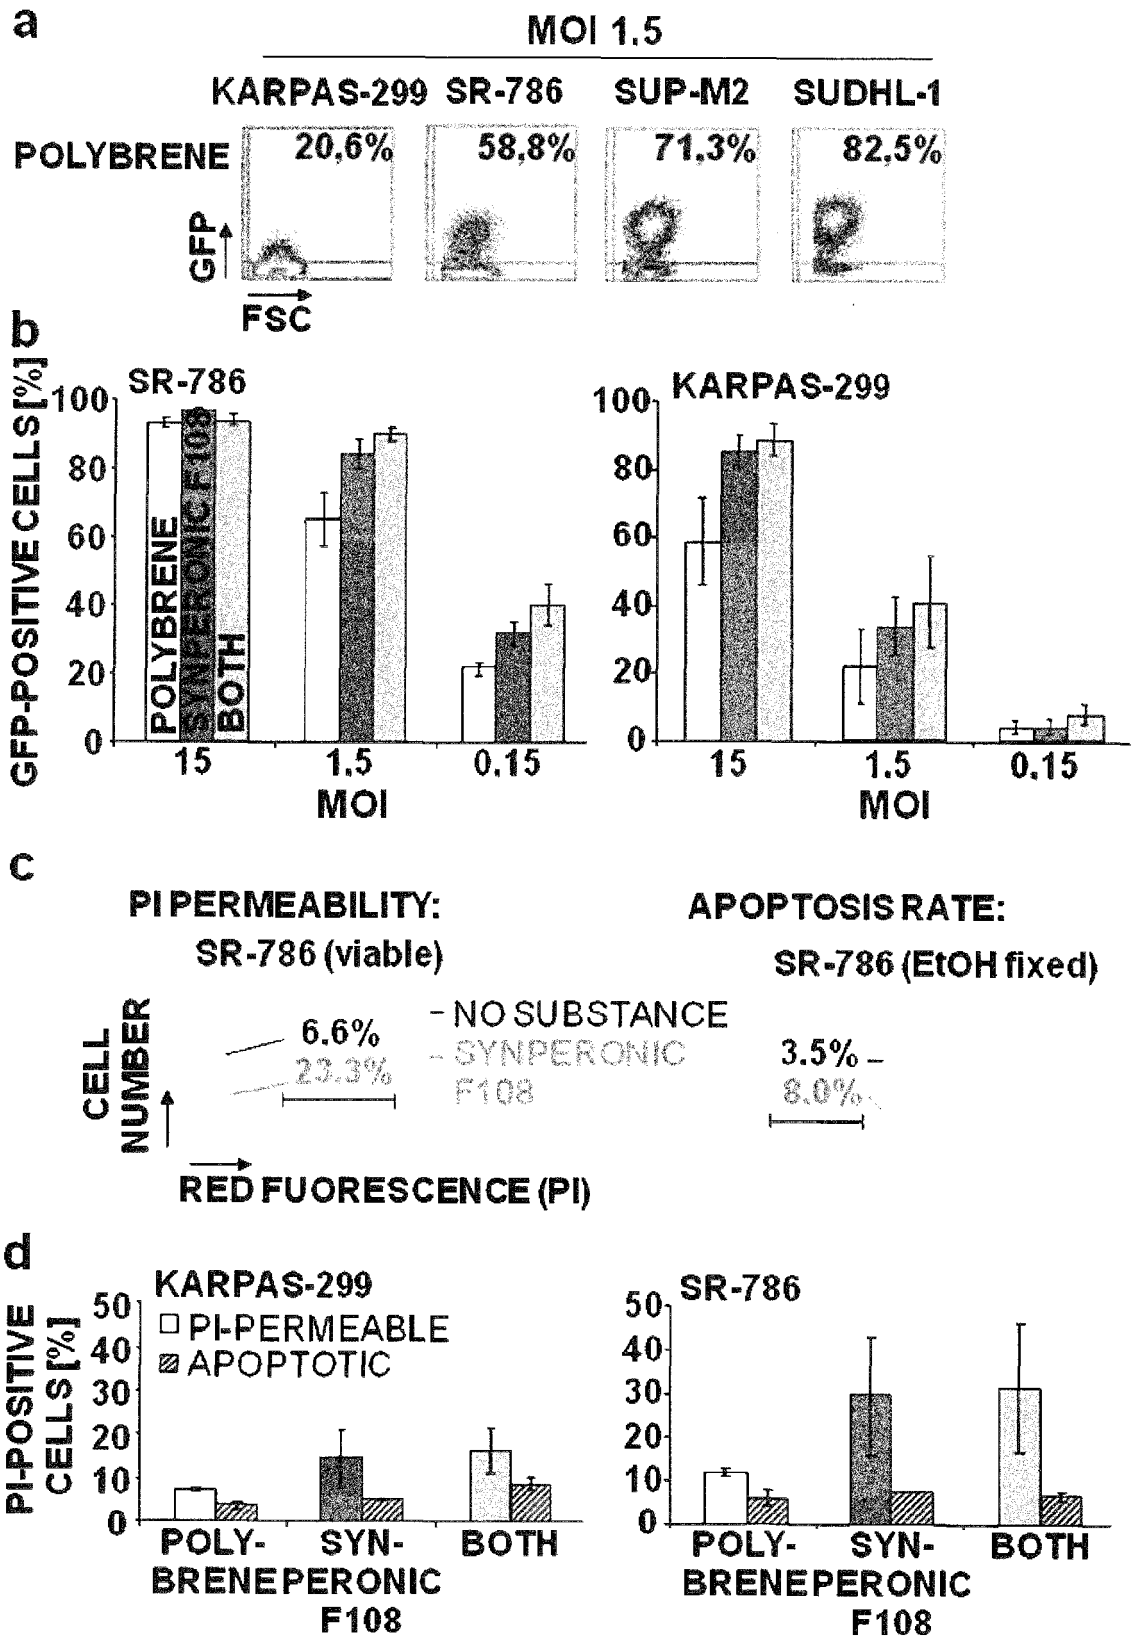 a
MOI 1.5
KARPAS-299 SR-786 SUP-M2 SUDHL-1
POLYBRENE
20,6% 58,8% 71,3% 82,5%
GFP
FSC
b
GFP-POSITIVE CELLS [%]
SR-786
100
80
60
40
20
0
POLYBRENE
SYNPERONIC F108
BOTH
15 1.5 0.15
MOI
KARPAS-299
100
80
60
40
20
0
15 1.5 0.15
MOI
c
PI PERMEABILITY:
SR-786 (viable)
APOPTOSIS RATE:
SR-786 (EtOH fixed)
CELL
NUMBER
6.6%
23.3%
– NO SUBSTANCE
– SYNPERONIC
F108
3.5%
8.0%
RED FUORESCENCE (PI)
d
PI-POSITIVE
CELLS [%]
KARPAS-299
50
40
30
20
10
0
PI-PERMEABLE
APOPTOTIC
POLY-
BRENE
SYN-
PERONIC
F108
BOTH
SR-786
50
40
30
20
10
0
POLY-
BRENE
SYN-
PERONIC
F108
BOTH